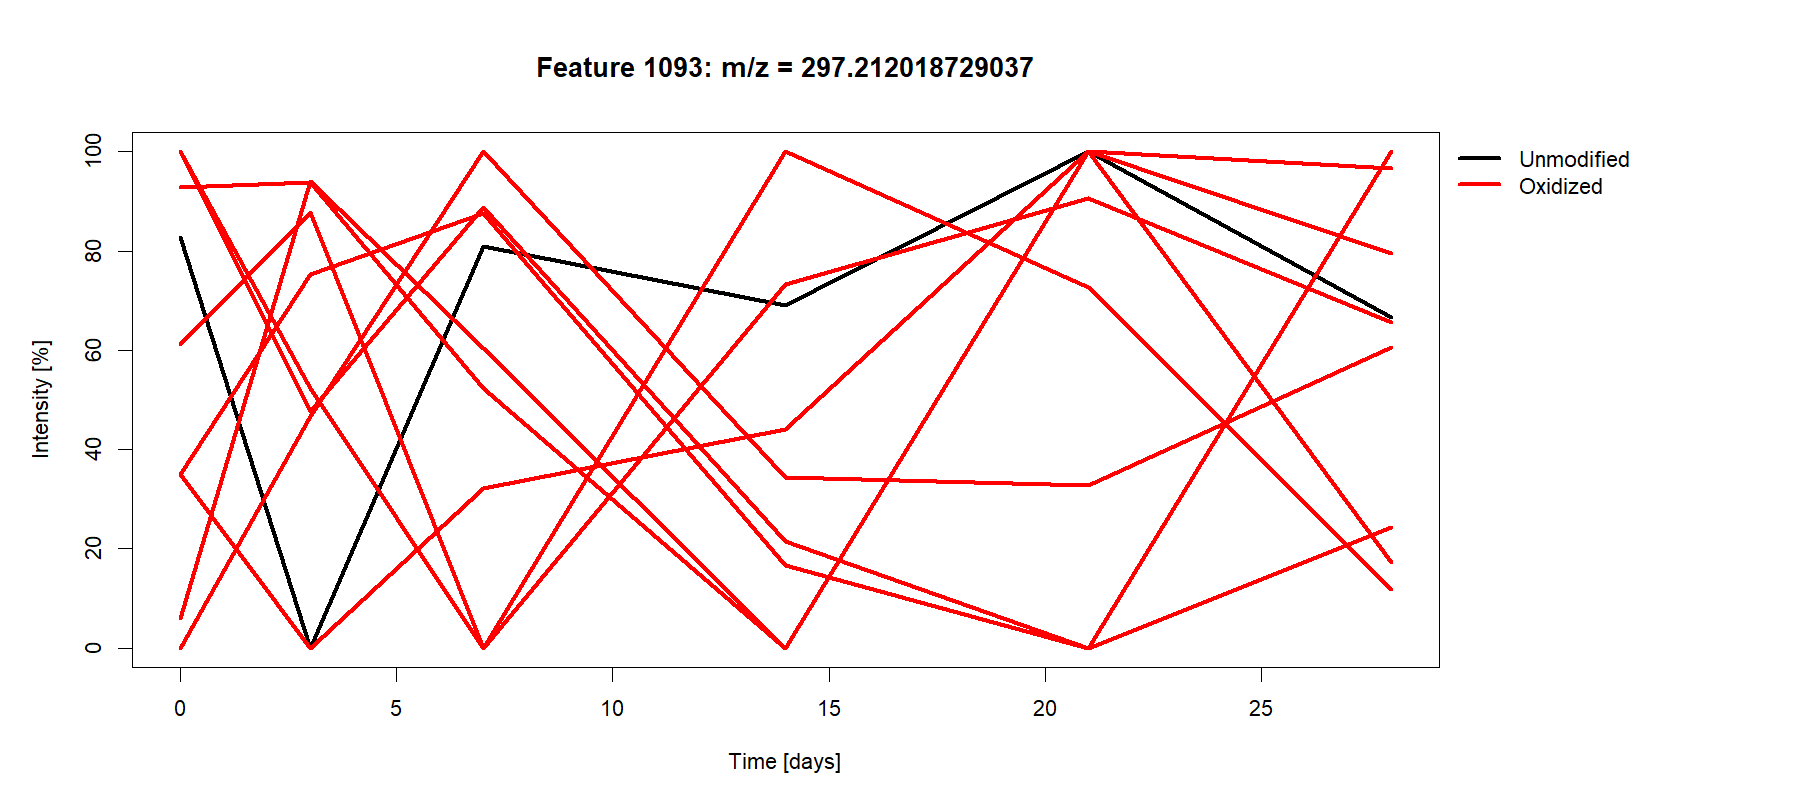 Feature 1093: m/z = 297.212018729037
Unmodified
Oxidized
Intensity [%]
100
80
60
40
20
0
0 5 10 15 20 25
Time [days]